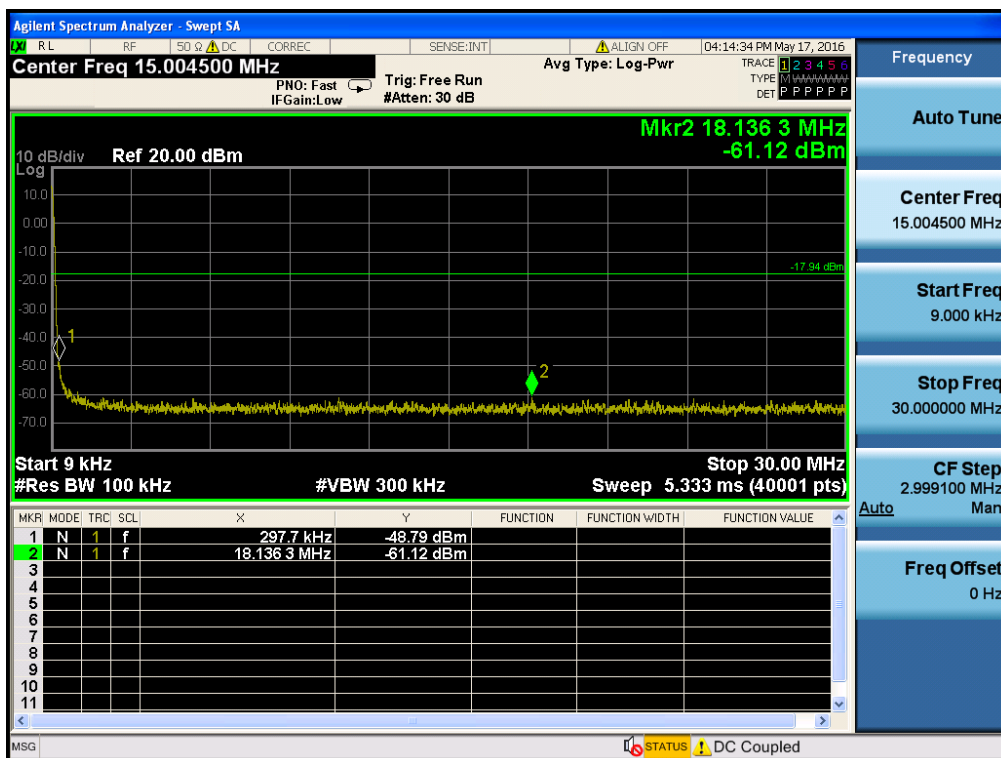 Agilent Spectrum Analyzer - Swept SA
LXI RL RF 50 Ω DC CORREC SENSE:INT ALIGN OFF 04:14:34 PM May 17, 2016
Center Freq 15.004500 MHz
PNO: Fast
IFGain:Low
Trig: Free Run
#Atten: 30 dB
Avg Type: Log-Pwr
TRACE 1 2 3 4 5 6
TYPE M
DET P P P P P P
Mkr2 18.136 3 MHz
-61.12 dBm
10 dB/div Ref 20.00 dBm
Log
10.0
0.00
-10.0
-17.94 dBm
-20.0
-30.0
-40.0
1
-50.0
2
-60.0
-70.0
Start 9 kHz Stop 30.00 MHz
#Res BW 100 kHz #VBW 300 kHz Sweep 5.333 ms (40001 pts)
MKR MODE TRC SCL X Y FUNCTION FUNCTION WIDTH FUNCTION VALUE
1 N 1 f 297.7 kHz -48.79 dBm
2 N 1 f 18.136 3 MHz -61.12 dBm
3
4
5
6
7
8
9
10
11
MSG STATUS DC Coupled
Frequency
Auto Tune
Center Freq
15.004500 MHz
Start Freq
9.000 kHz
Stop Freq
30.000000 MHz
CF Step
2.999100 MHz
Auto Man
Freq Offset
0 Hz